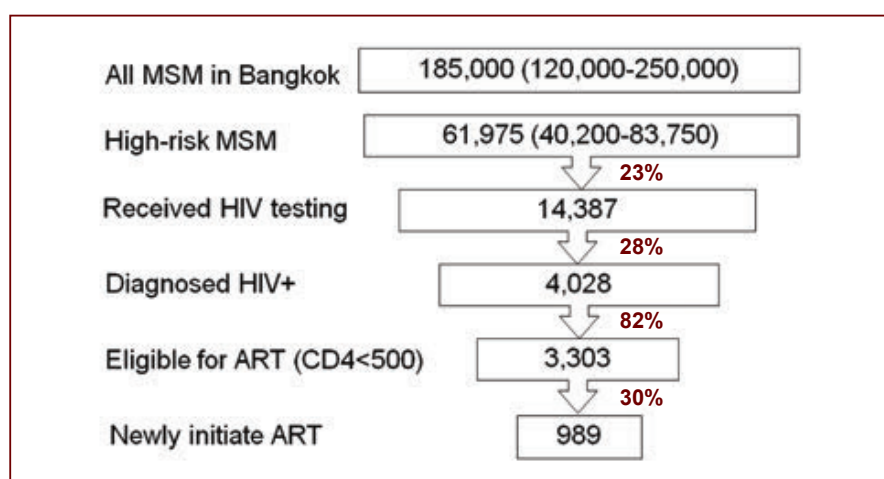 All MSM in Bangkok 185,000 (120,000-250,000)
High-risk MSM 61,975 (40,200-83,750)
23%
Received HIV testing 14,387
28%
Diagnosed HIV+ 4,028
82%
Eligible for ART (CD4<500) 3,303
30%
Newly initiate ART 989